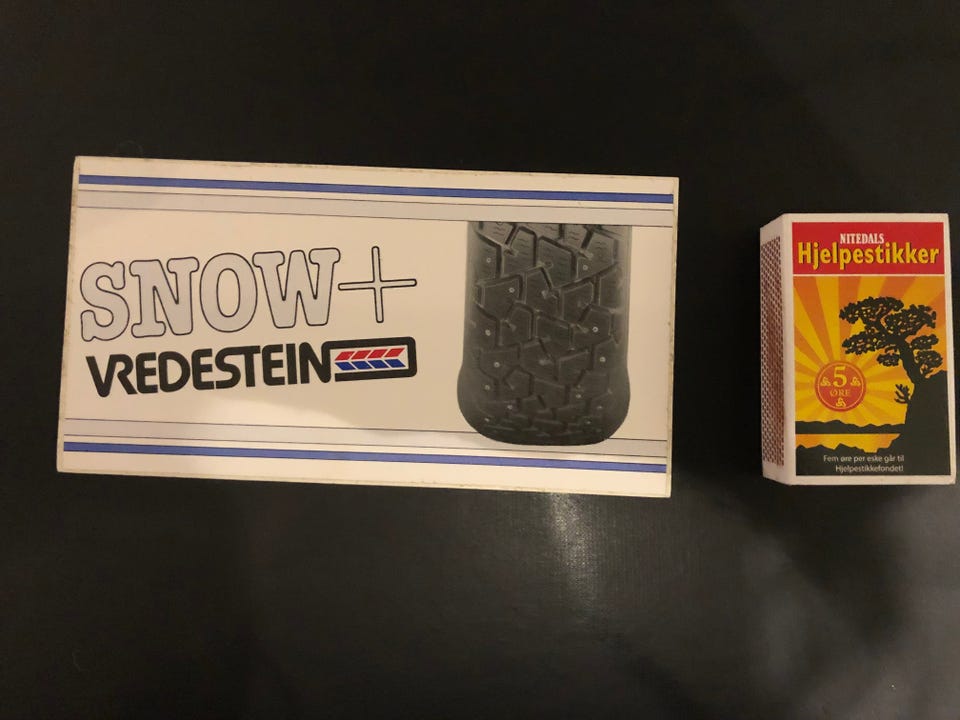 SNOW+
VREDESTEIN
NITEDALS
Hjelpestikker
5
ØRE
Fem øre per eske går til
Hjelpestikkefondet!